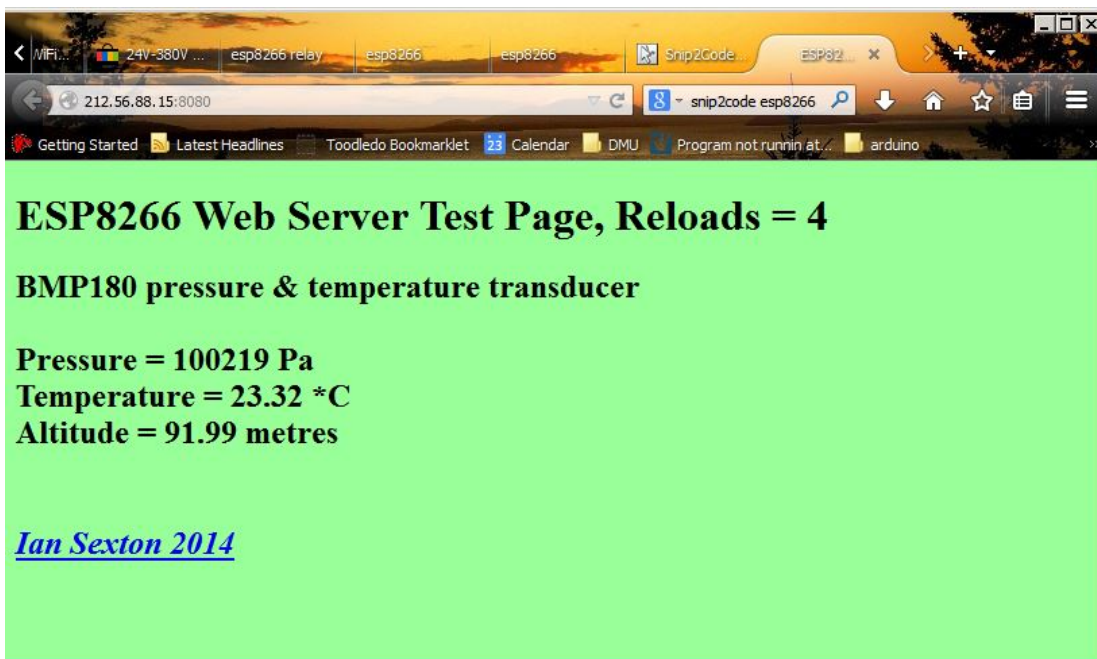 WiFi... 24V-380V ... esp8266 relay esp8266 esp8266 Snip2Code... ESP82...
212.56.88.15:8080 snip2code esp8266
Getting Started Latest Headlines Toodledo Bookmarklet 23 Calendar DMU Program not runnin at... arduino
ESP8266 Web Server Test Page, Reloads = 4
BMP180 pressure & temperature transducer
Pressure = 100219 Pa
Temperature = 23.32 *C
Altitude = 91.99 metres
Ian Sexton 2014